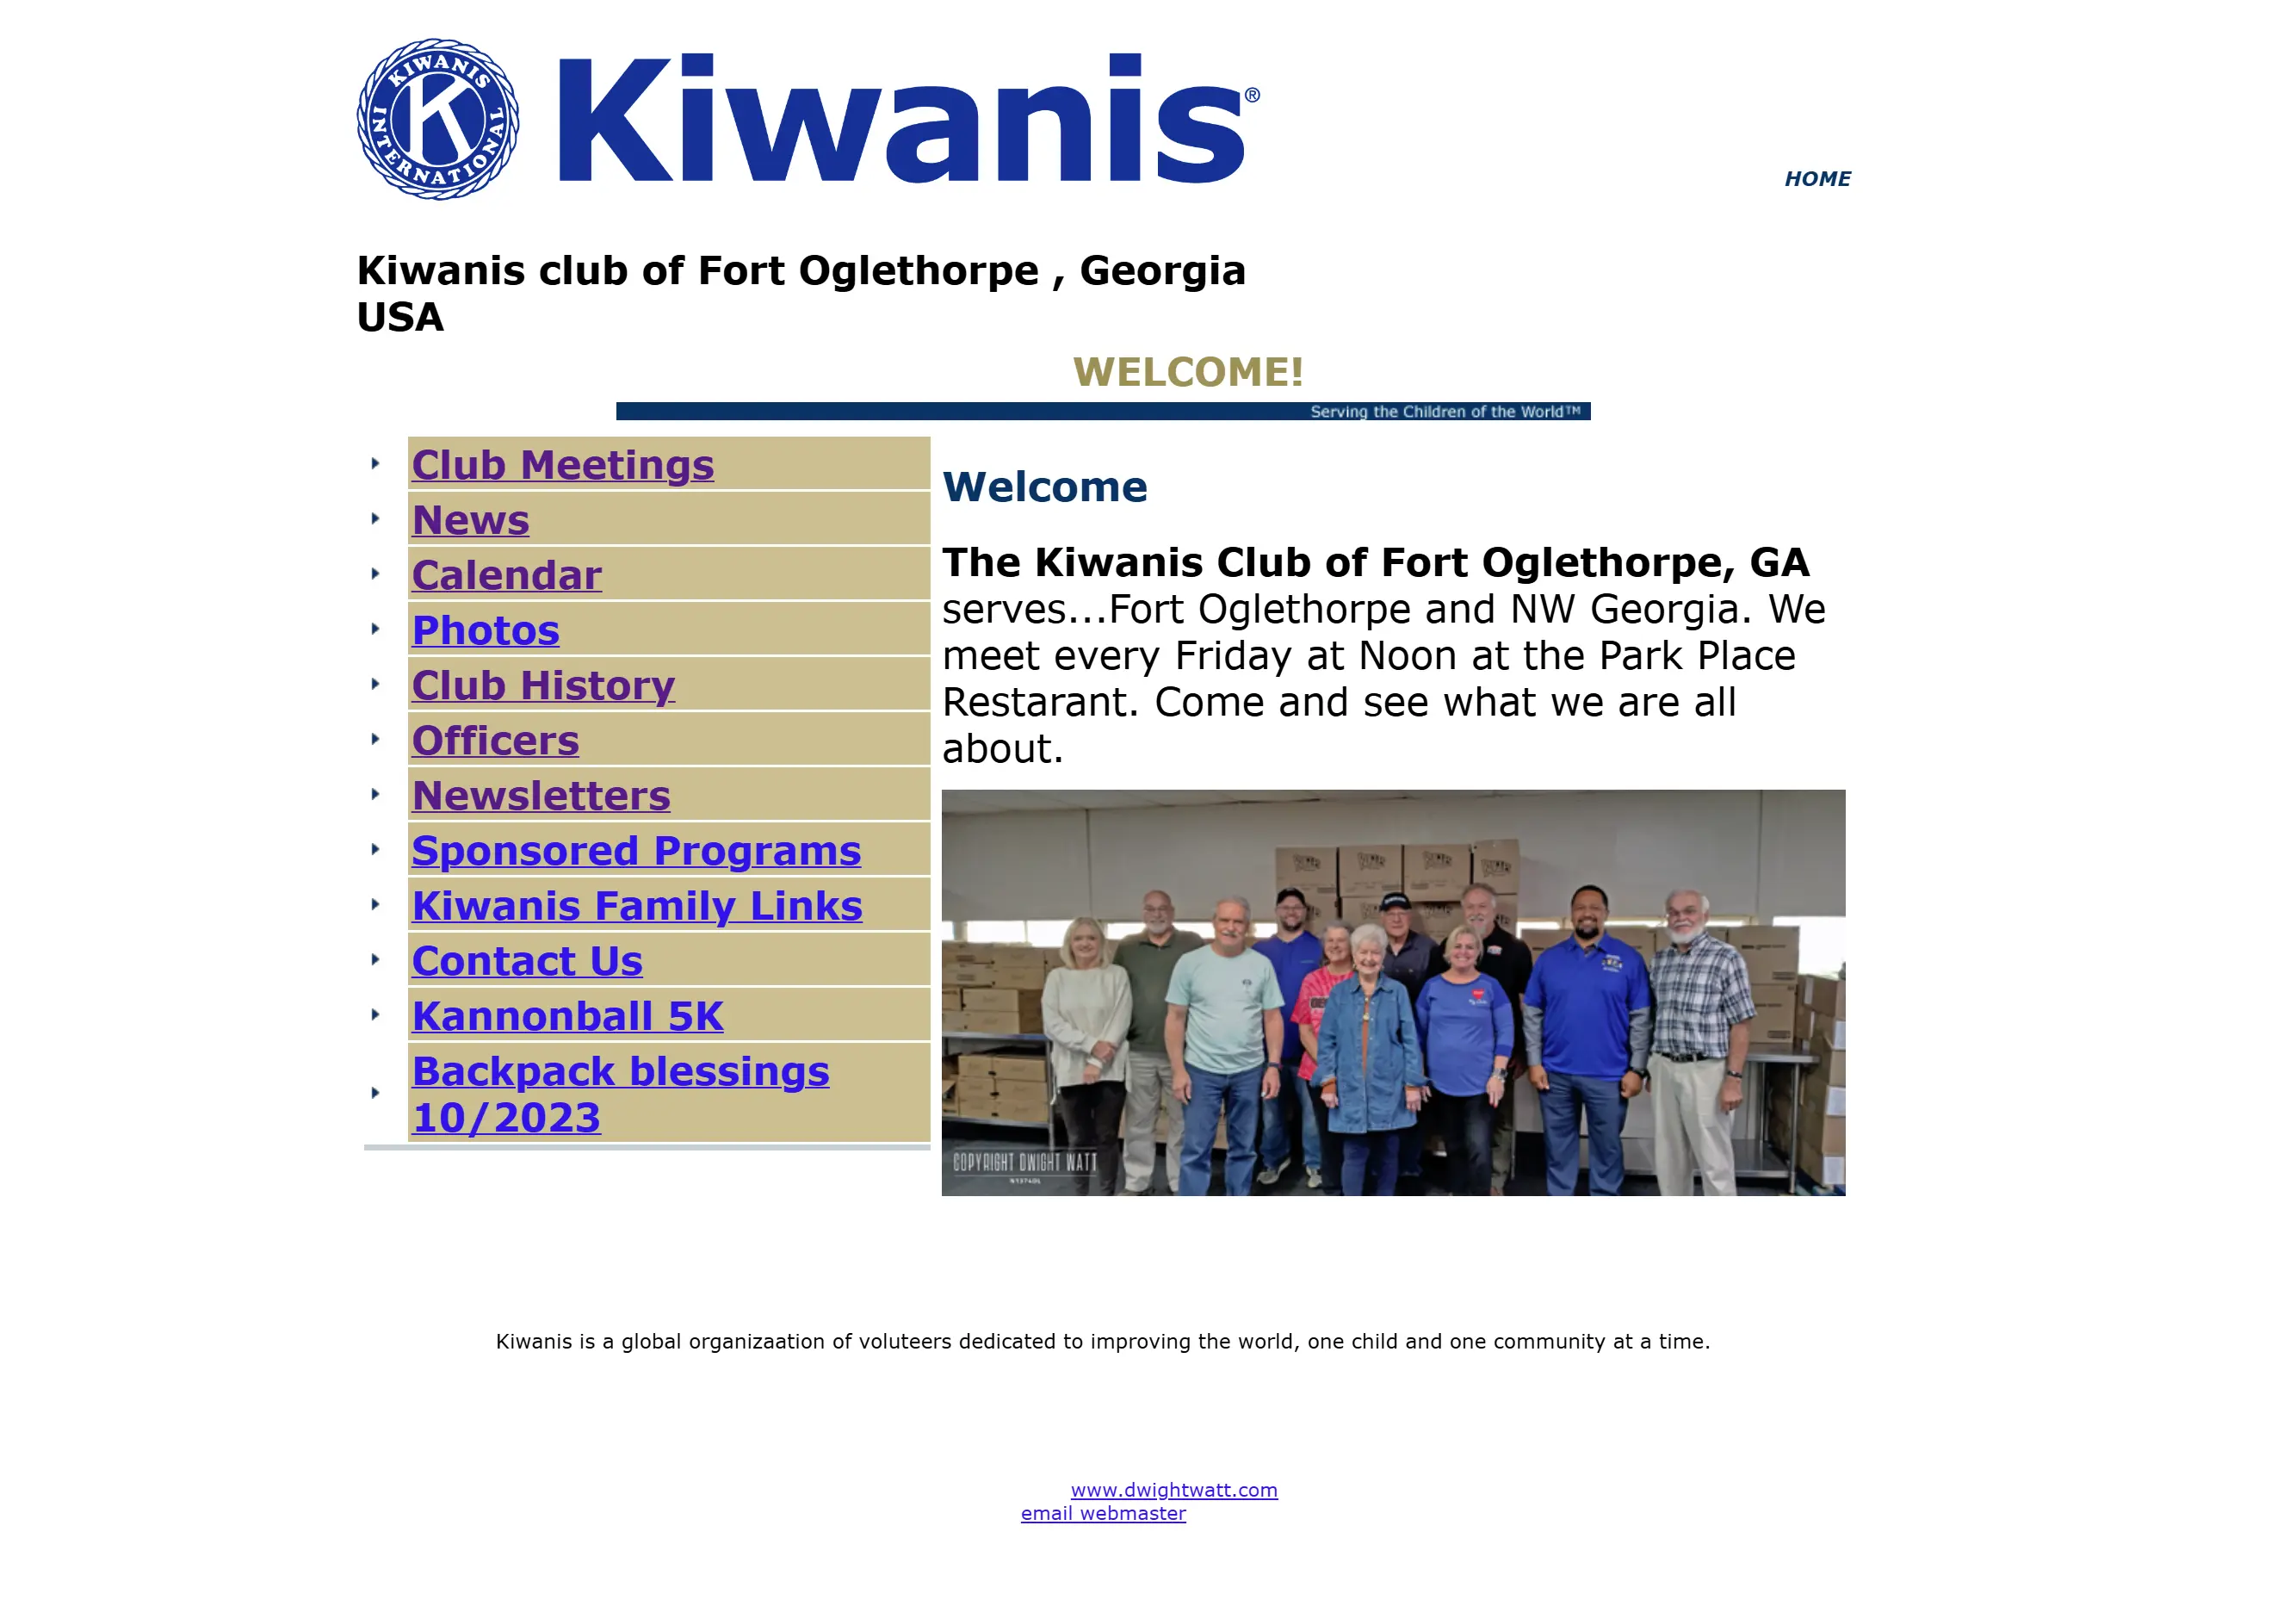 KIWANIS INTERNATIONAL
K
Kiwanis®
HOME
Kiwanis club of Fort Oglethorpe , Georgia
USA
WELCOME!
Serving the Children of the World™
Club Meetings
News
Calendar
Photos
Club History
Officers
Newsletters
Sponsored Programs
Kiwanis Family Links
Contact Us
Kannonball 5K
Backpack blessings
10/2023
Welcome
The Kiwanis Club of Fort Oglethorpe, GA
serves...Fort Oglethorpe and NW Georgia. We
meet every Friday at Noon at the Park Place
Restarant. Come and see what we are all
about.
COPYRIGHT DWIGHT WATT
Kiwanis is a global organizaation of voluteers dedicated to improving the world, one child and one community at a time.
www.dwightwatt.com
email webmaster